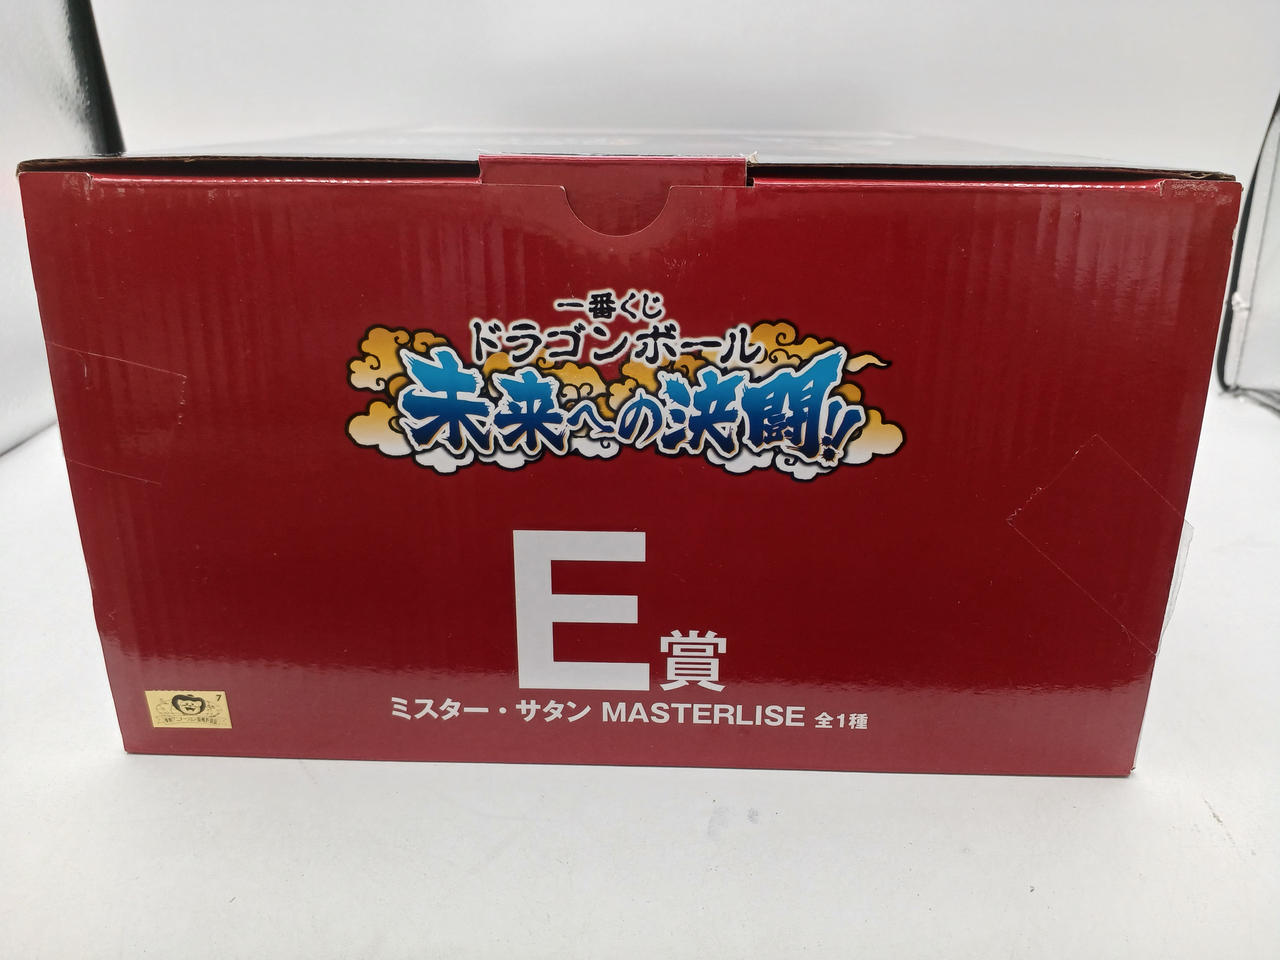 一番くじ
ドラゴンボール
未来への決闘!!
E賞
ミスター・サタン MASTERLISE 全1種
7